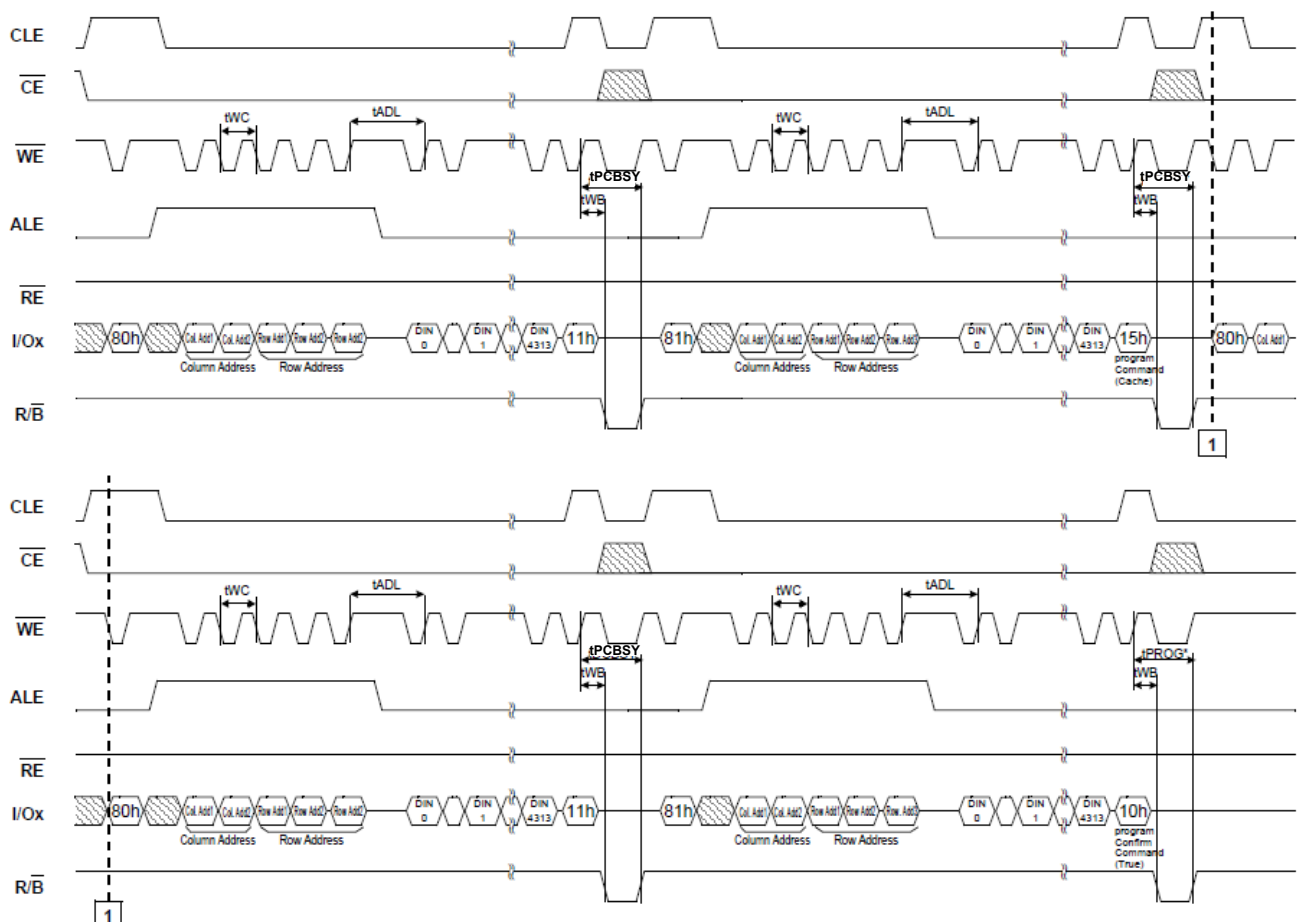 CLE
CE
tWC tADL tWC tADL
WE
tPCBSY tPCBSY
tWB tWB
ALE
RE
I/Ox 80h Col. Add1 Col. Add2 Row Add1 Row Add2 Row Add2 DIN 0 DIN 1 DIN 4313 11h 81h Col. Add1 Col. Add2 Row Add1 Row Add2 Row. Add3 DIN 0 DIN 1 DIN 4313 15h 80h Col. Add1
Column Address Row Address Column Address Row Address program Command (Cache)
R/B
1
CLE
CE
tWC tADL tWC tADL
WE
tPCBSY tPROG*
tWB tWB
ALE
RE
I/Ox 80h Col. Add1 Col. Add2 Row Add1 Row Add2 Row Add2 DIN 0 DIN 1 DIN 4313 11h 81h Col. Add1 Col. Add2 Row Add1 Row Add2 Row. Add3 DIN 0 DIN 1 DIN 4313 10h
Column Address Row Address Column Address Row Address program Confirm Command (True)
R/B
1